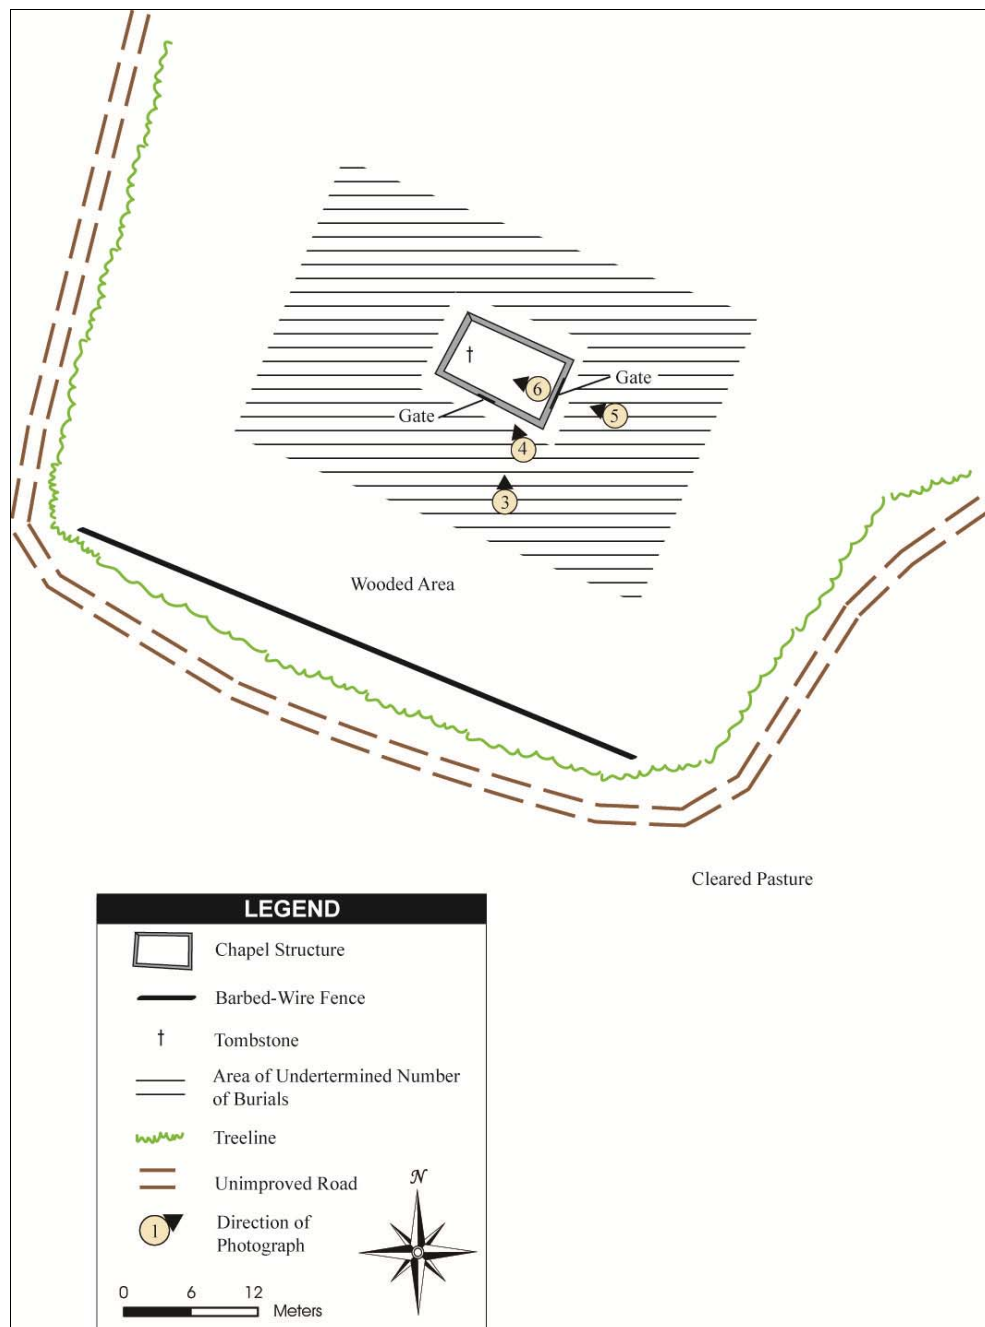 Gate
6
5
Gate
4
3
Wooded Area
Cleared Pasture
LEGEND
Chapel Structure
Barbed-Wire Fence
† Tombstone
Area of Undertermined Number
of Burials
Treeline
Unimproved Road
1
Direction of
Photograph
N
0 6 12
Meters